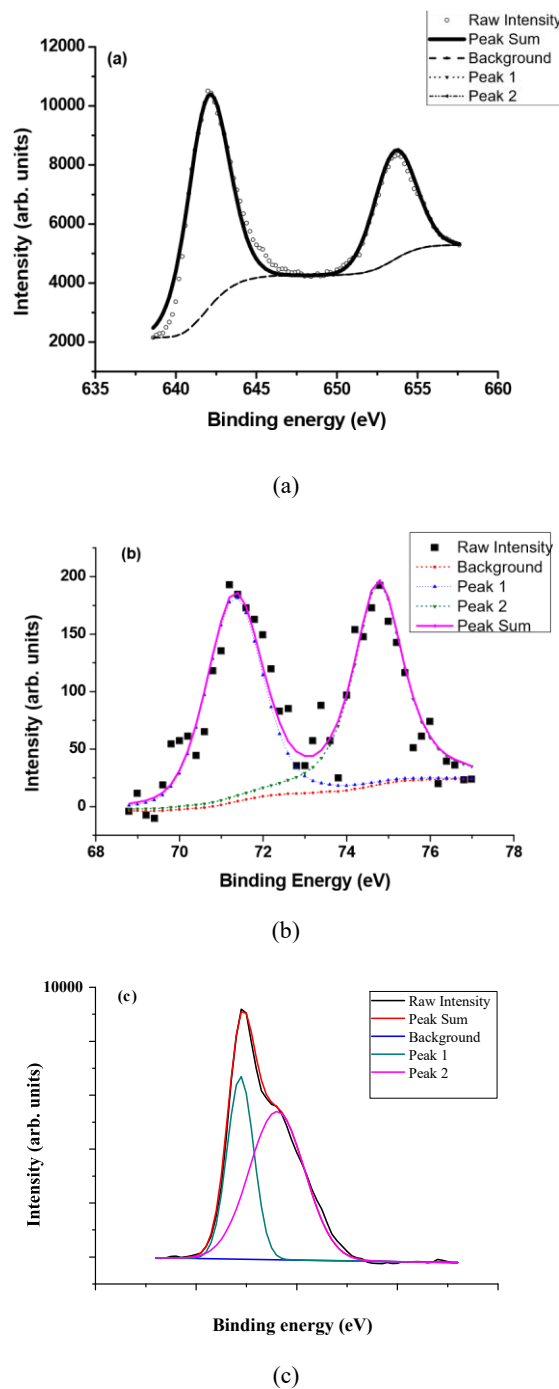 (a)
Raw Intensity
Peak Sum
Background
Peak 1
Peak 2
12000
10000
8000
6000
4000
2000
Intensity (arb. units)
635 640 645 650 655 660
Binding energy (eV)
(a)
(b)
Raw Intensity
Background
Peak 1
Peak 2
Peak Sum
200
150
100
50
0
Intensity (arb. units)
68 70 72 74 76 78
Binding Energy (eV)
(b)
10000
(c)
Raw Intensity
Peak Sum
Background
Peak 1
Peak 2
Intensity (arb. units)
Binding energy (eV)
(c)